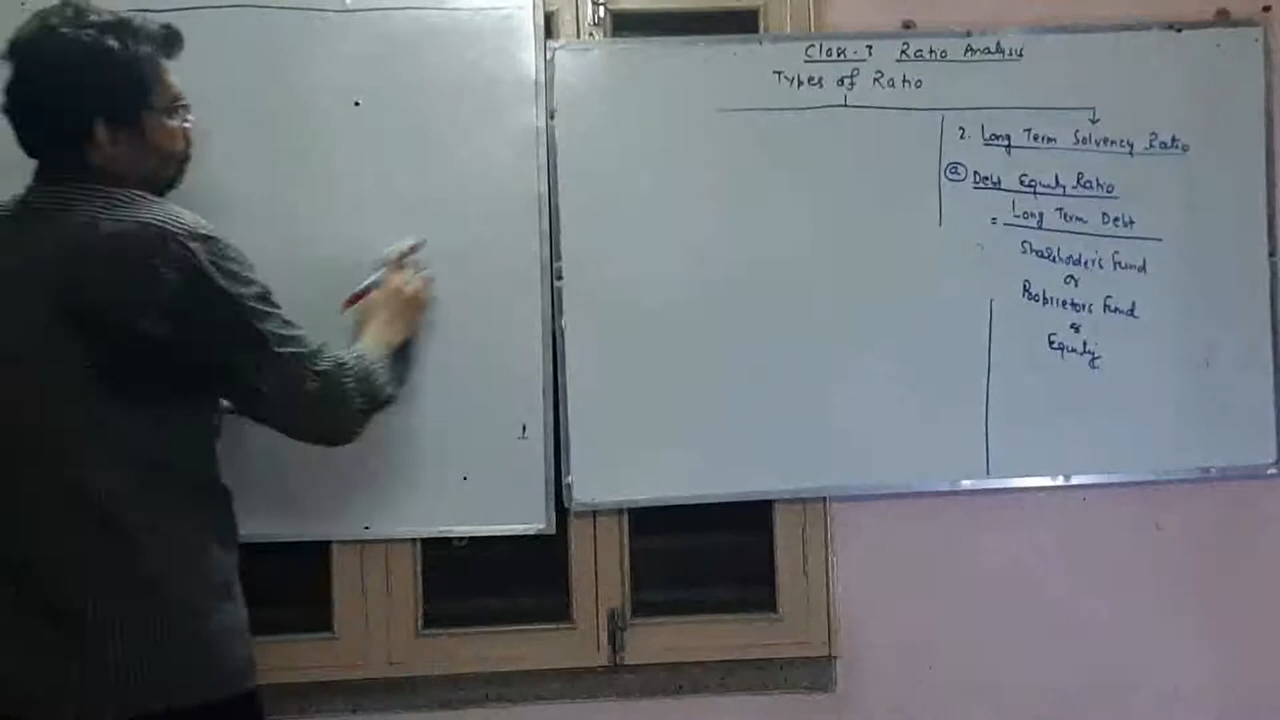 Class-3 Ratio Analysis
Types of Ratio
2. Long Term Solvency Ratio
ⓐ Debt Equity Ratio
= Long Term Debt
Shareholder's Fund
or
Proprietors Fund
or
Equity